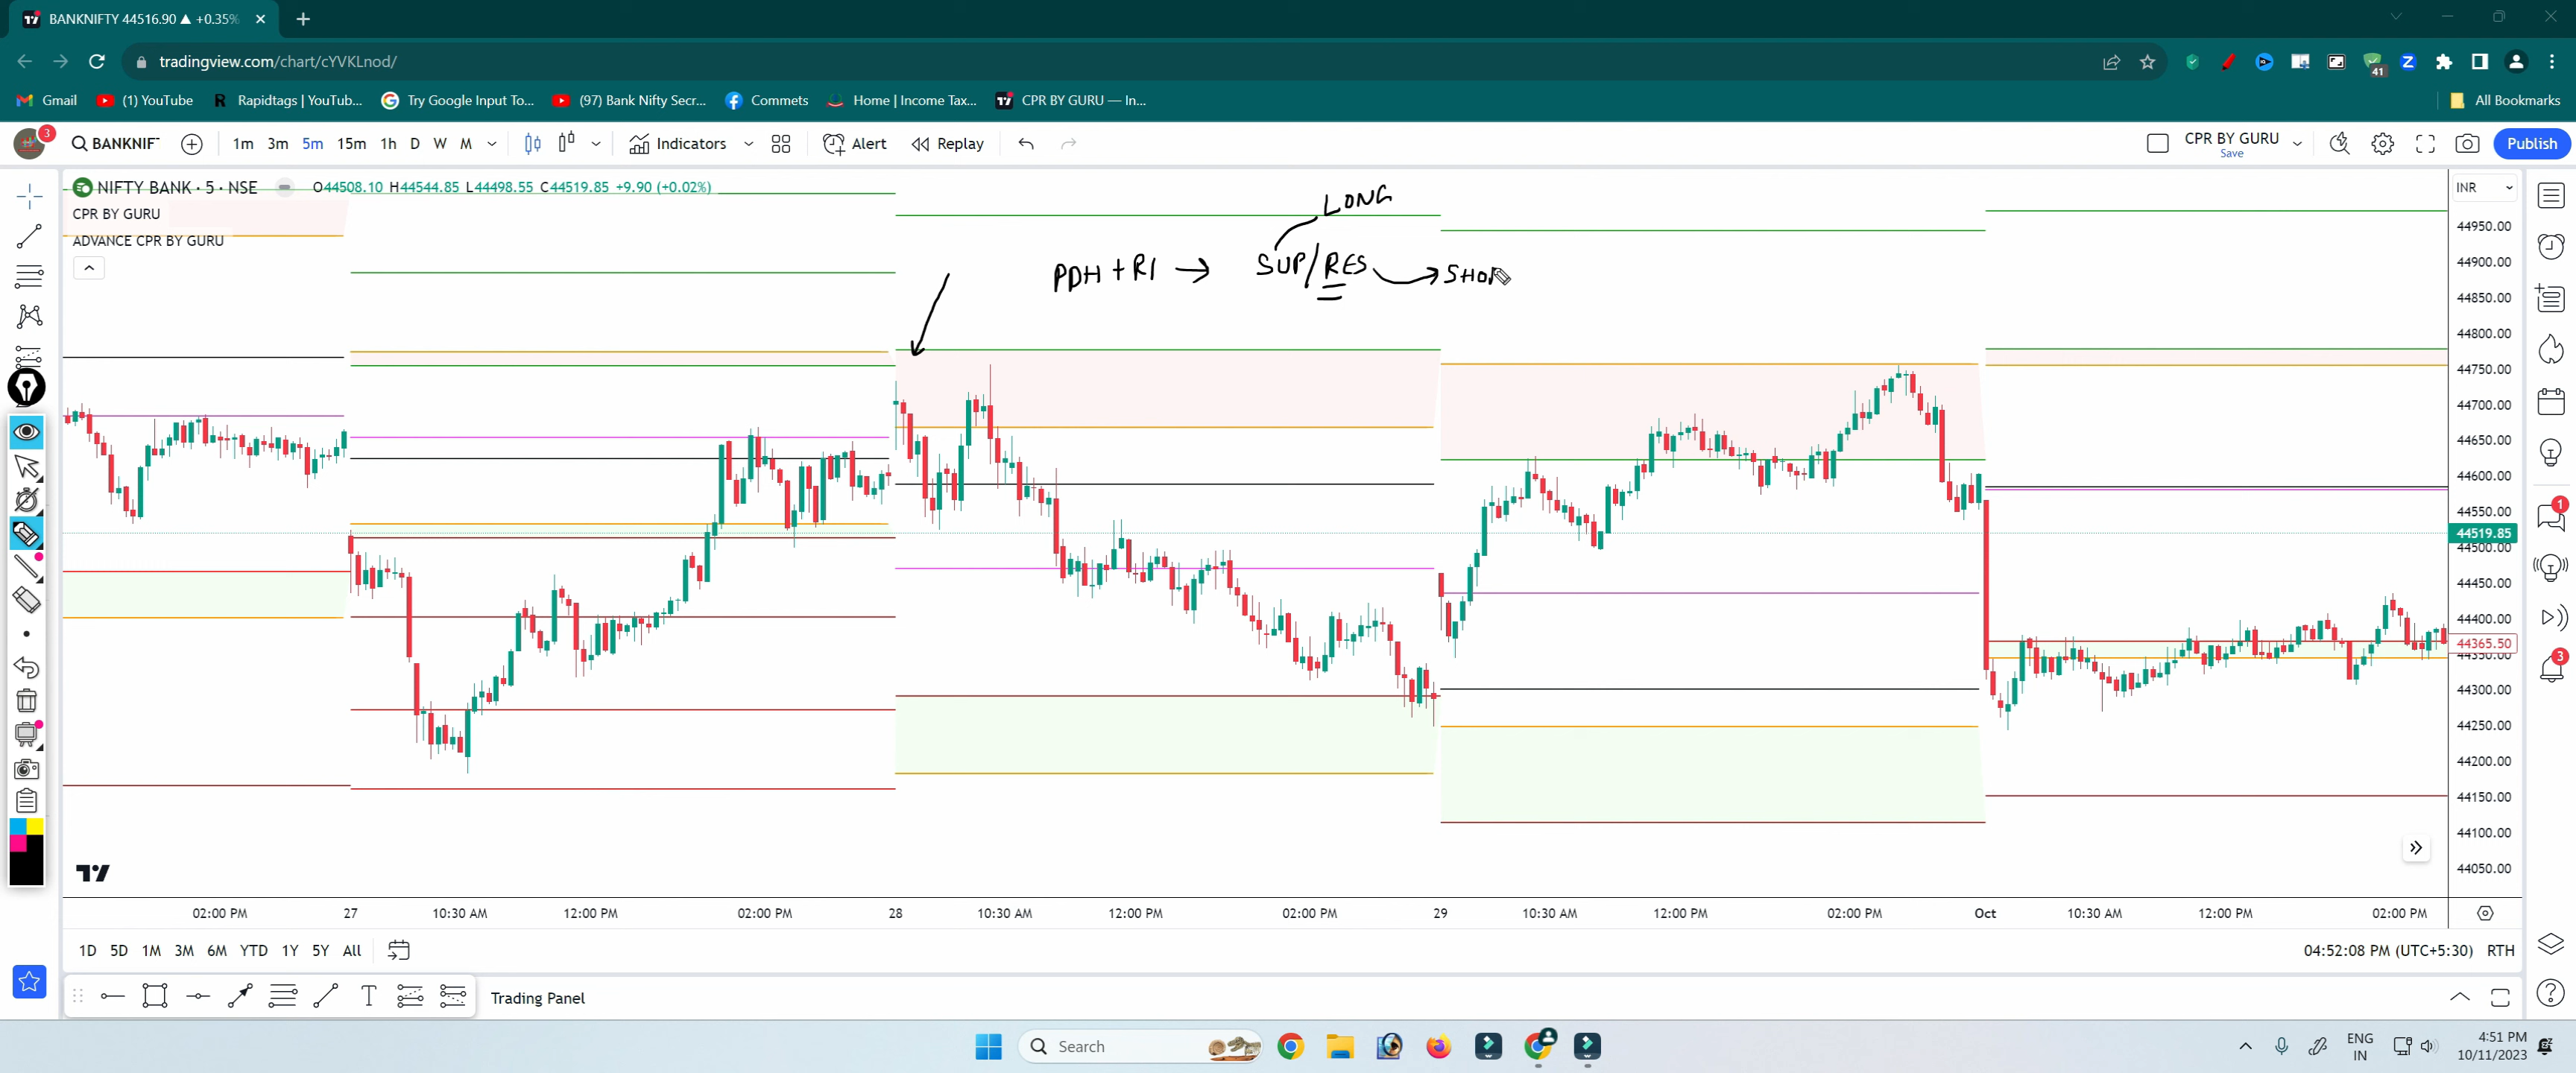 BANKNIFTY 44516.90 ▲ +0.35%
tradingview.com/chart/cYVKLnod/
41
Gmail (1) YouTube Rapidtags | YouTub... Try Google Input To... (97) Bank Nifty Secr... Commets Home | Income Tax... CPR BY GURU — In... All Bookmarks
3 BANKNIF 1m 3m 5m 15m 1h D W M Indicators Alert Replay CPR BY GURU Save Publish
NIFTY BANK · 5 · NSE O44508.10 H44544.85 L44498.55 C44519.85 +9.90 (+0.02%) INR
CPR BY GURU
ADVANCE CPR BY GURU
LONG
PDH + R1 → SUP/RES → SHOR
44950.00
44900.00
44850.00
44800.00
44750.00
44700.00
44650.00
44600.00
44550.00
44519.85
44500.00
44450.00
44400.00
44365.50
44350.00
44300.00
44250.00
44200.00
44150.00
44100.00
44050.00
1
3
02:00 PM 27 10:30 AM 12:00 PM 02:00 PM 28 10:30 AM 12:00 PM 02:00 PM 29 10:30 AM 12:00 PM 02:00 PM Oct 10:30 AM 12:00 PM 02:00 PM
1D 5D 1M 3M 6M YTD 1Y 5Y All 04:52:08 PM (UTC+5:30) RTH
Trading Panel
Search
ENG
IN
4:51 PM
10/11/2023